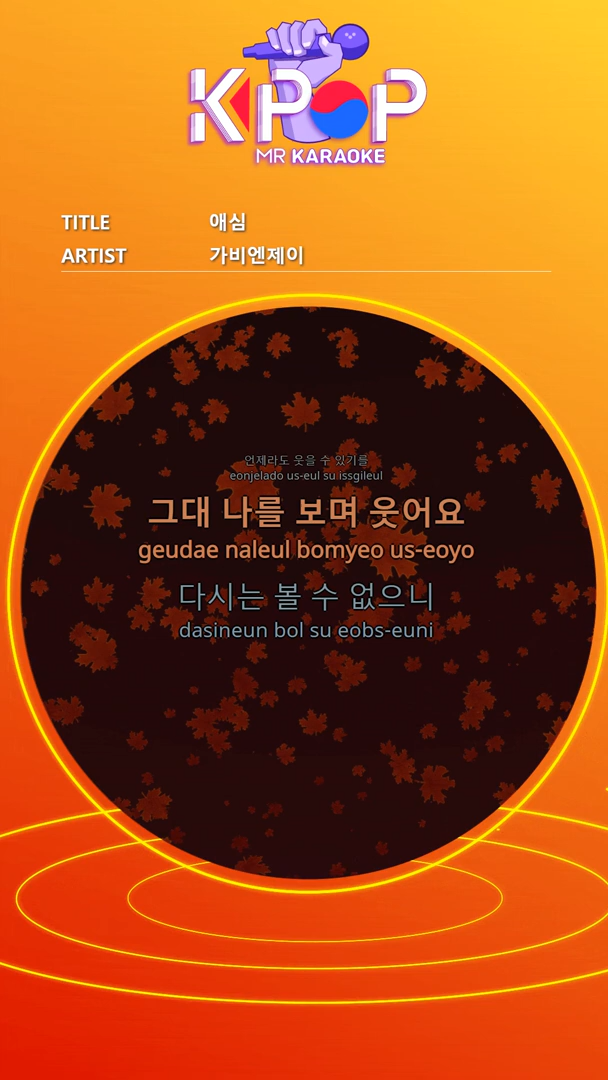 KPOP
MR KARAOKE
TITLE 애심
ARTIST 가비엔제이
언제라도 웃을 수 있기를
eonjelado us-eul su issgileul
그대 나를 보며 웃어요
geudae naleul bomyeo us-eoyo
다시는 볼 수 없으니
dasineun bol su eobs-euni